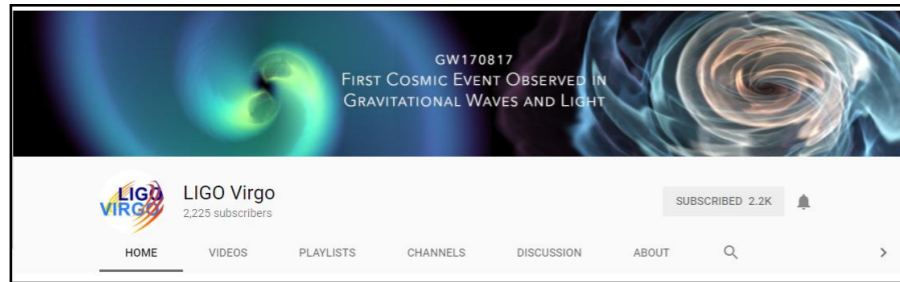 GW170817
FIRST COSMIC EVENT OBSERVED IN
GRAVITATIONAL WAVES AND LIGHT
LIGO
VIRGO
LIGO Virgo
2,225 subscribers
SUBSCRIBED 2.2K
HOME VIDEOS PLAYLISTS CHANNELS DISCUSSION ABOUT